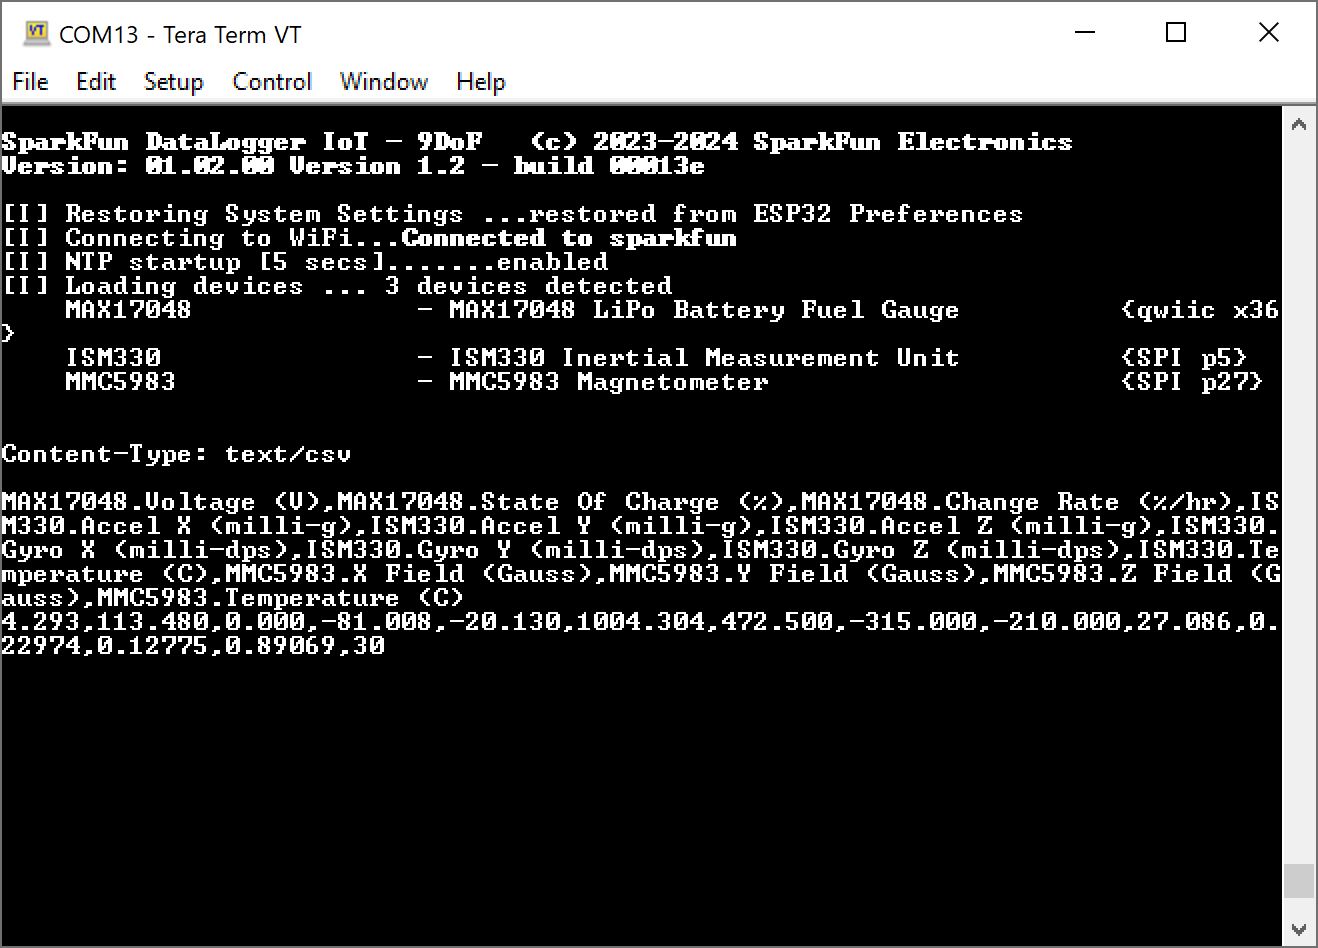 COM13 - Tera Term VT
File Edit Setup Control Window Help
SparkFun DataLogger IoT - 9DoF (c) 2023-2024 SparkFun Electronics
Version: 01.02.00 Version 1.2 - build 00013e
[I] Restoring System Settings ...restored from ESP32 Preferences
[I] Connecting to WiFi...Connected to sparkfun
[I] NTP startup [5 secs].......enabled
[I] Loading devices ... 3 devices detected
MAX17048 - MAX17048 LiPo Battery Fuel Gauge {qwiic x36
}
ISM330 - ISM330 Inertial Measurement Unit {SPI p5}
MMC5983 - MMC5983 Magnetometer {SPI p27}
Content-Type: text/csv
MAX17048.Voltage (V),MAX17048.State Of Charge (%),MAX17048.Change Rate (%/hr),IS
M330.Accel X (milli-g),ISM330.Accel Y (milli-g),ISM330.Accel Z (milli-g),ISM330.
Gyro X (milli-dps),ISM330.Gyro Y (milli-dps),ISM330.Gyro Z (milli-dps),ISM330.Te
mperature (C),MMC5983.X Field (Gauss),MMC5983.Y Field (Gauss),MMC5983.Z Field (G
auss),MMC5983.Temperature (C)
4.293,113.480,0.000,-81.008,-20.130,1004.304,472.500,-315.000,-210.000,27.086,0.
22974,0.12775,0.89069,30